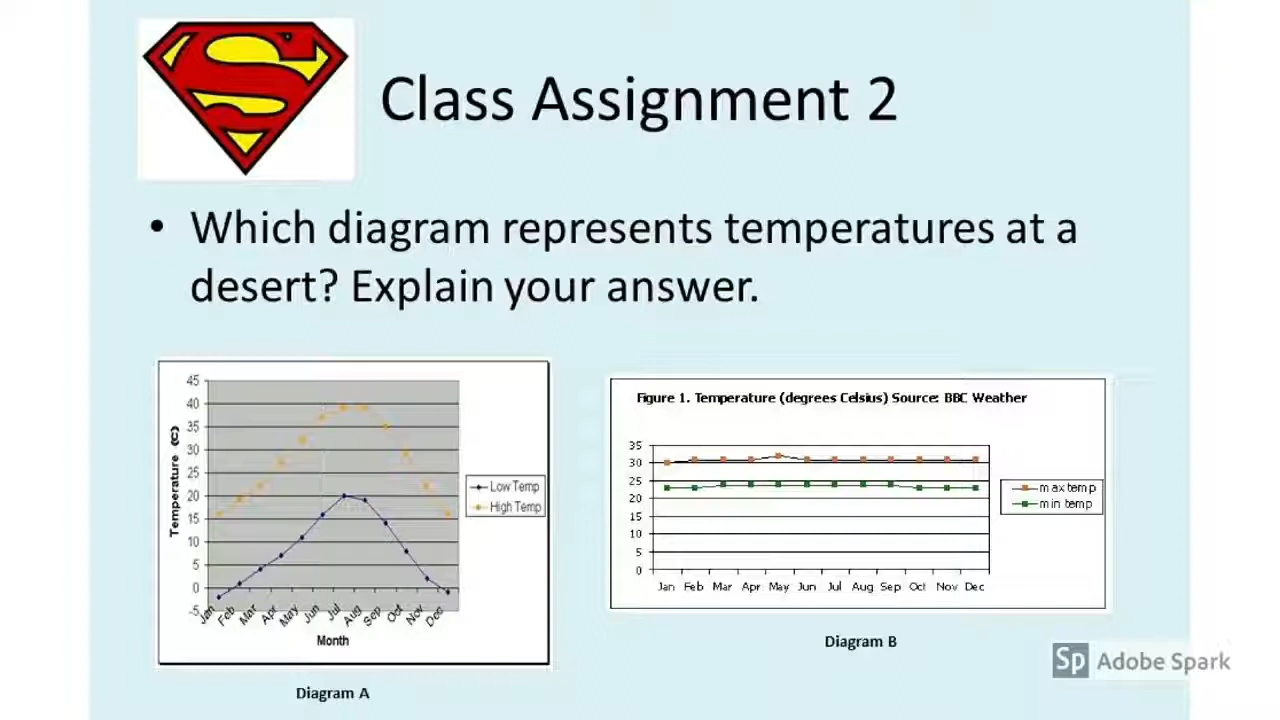 Class Assignment 2
• Which diagram represents temperatures at a
desert? Explain your answer.
45
40
35
30
25
20
15
10
5
0
-5
Temperature (C)
Jan Feb Mar Apr May Jun Jul Aug Sep Oct Nov Dec
Month
Low Temp
High Temp
Diagram A
Figure 1. Temperature (degrees Celsius) Source: BBC Weather
35
30
25
20
15
10
5
0
Jan Feb Mar Apr May Jun Jul Aug Sep Oct Nov Dec
max temp
min temp
Diagram B
Sp Adobe Spark